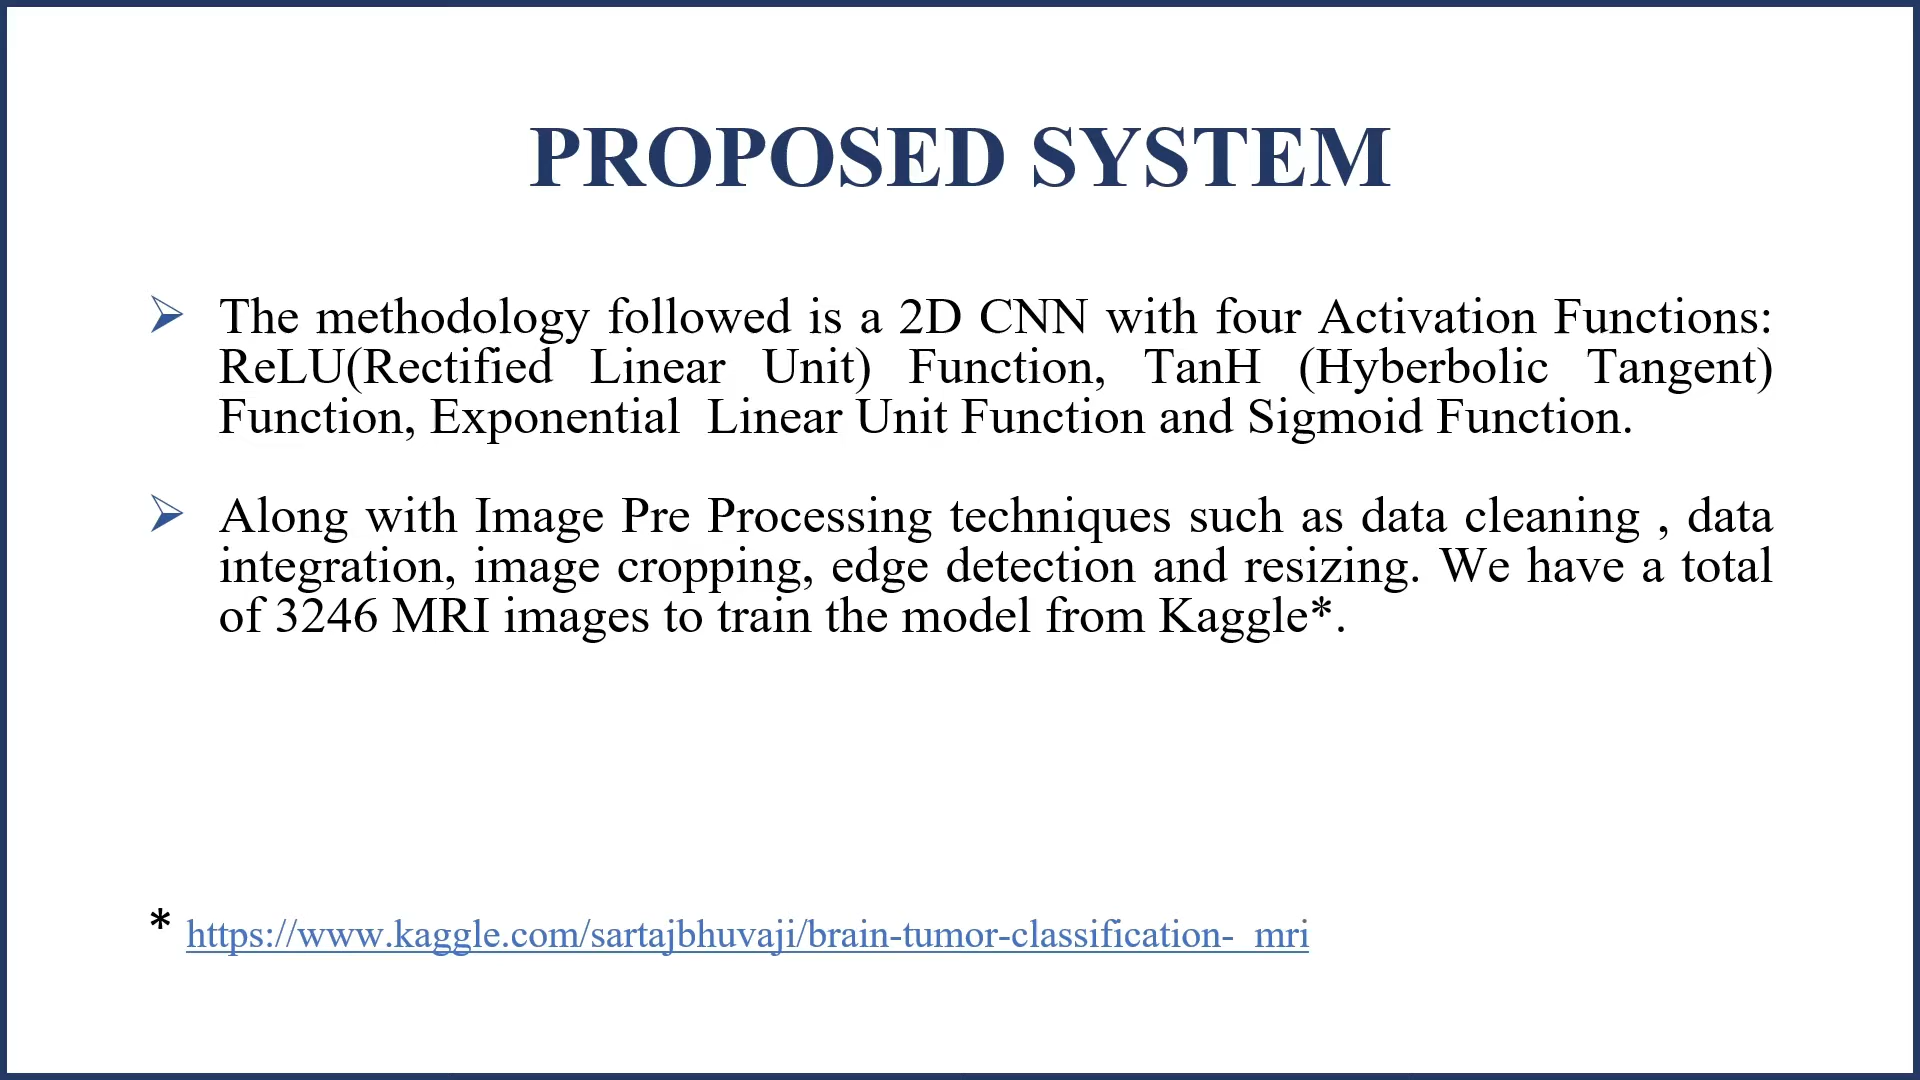 PROPOSED SYSTEM
The methodology followed is a 2D CNN with four Activation Functions:
ReLU(Rectified Linear Unit) Function, TanH (Hyberbolic Tangent)
Function, Exponential  Linear Unit Function and Sigmoid Function.
Along with Image Pre Processing techniques such as data cleaning , data
integration, image cropping, edge detection and resizing. We have a total
of 3246 MRI images to train the model from Kaggle*.
* https://www.kaggle.com/sartajbhuvaji/brain-tumor-classification-  mri